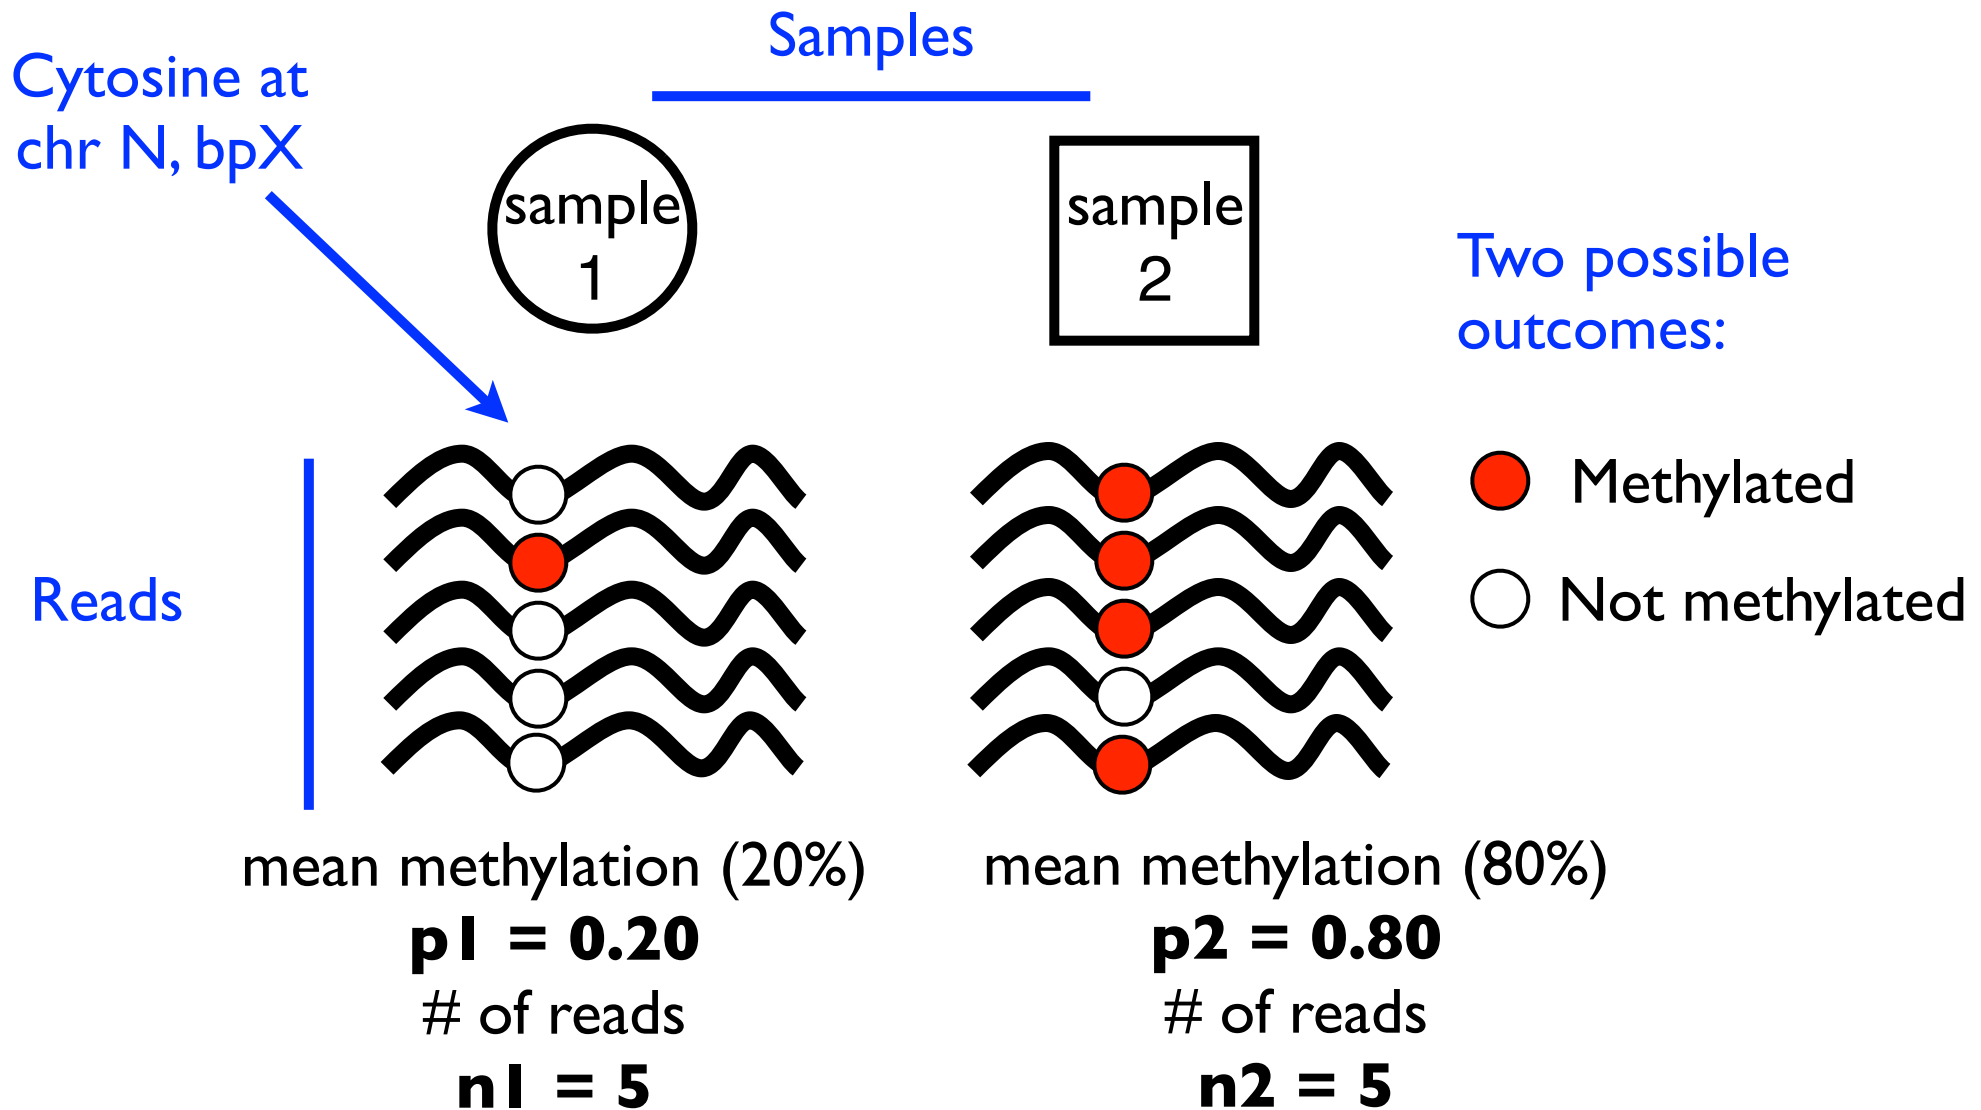 Samples
Cytosine at
chr N, bpX
sample
1
sample
2
Two possible
outcomes:
Methylated
Not methylated
Reads
mean methylation (20%)
p1 = 0.20
# of reads
n1 = 5
mean methylation (80%)
p2 = 0.80
# of reads
n2 = 5